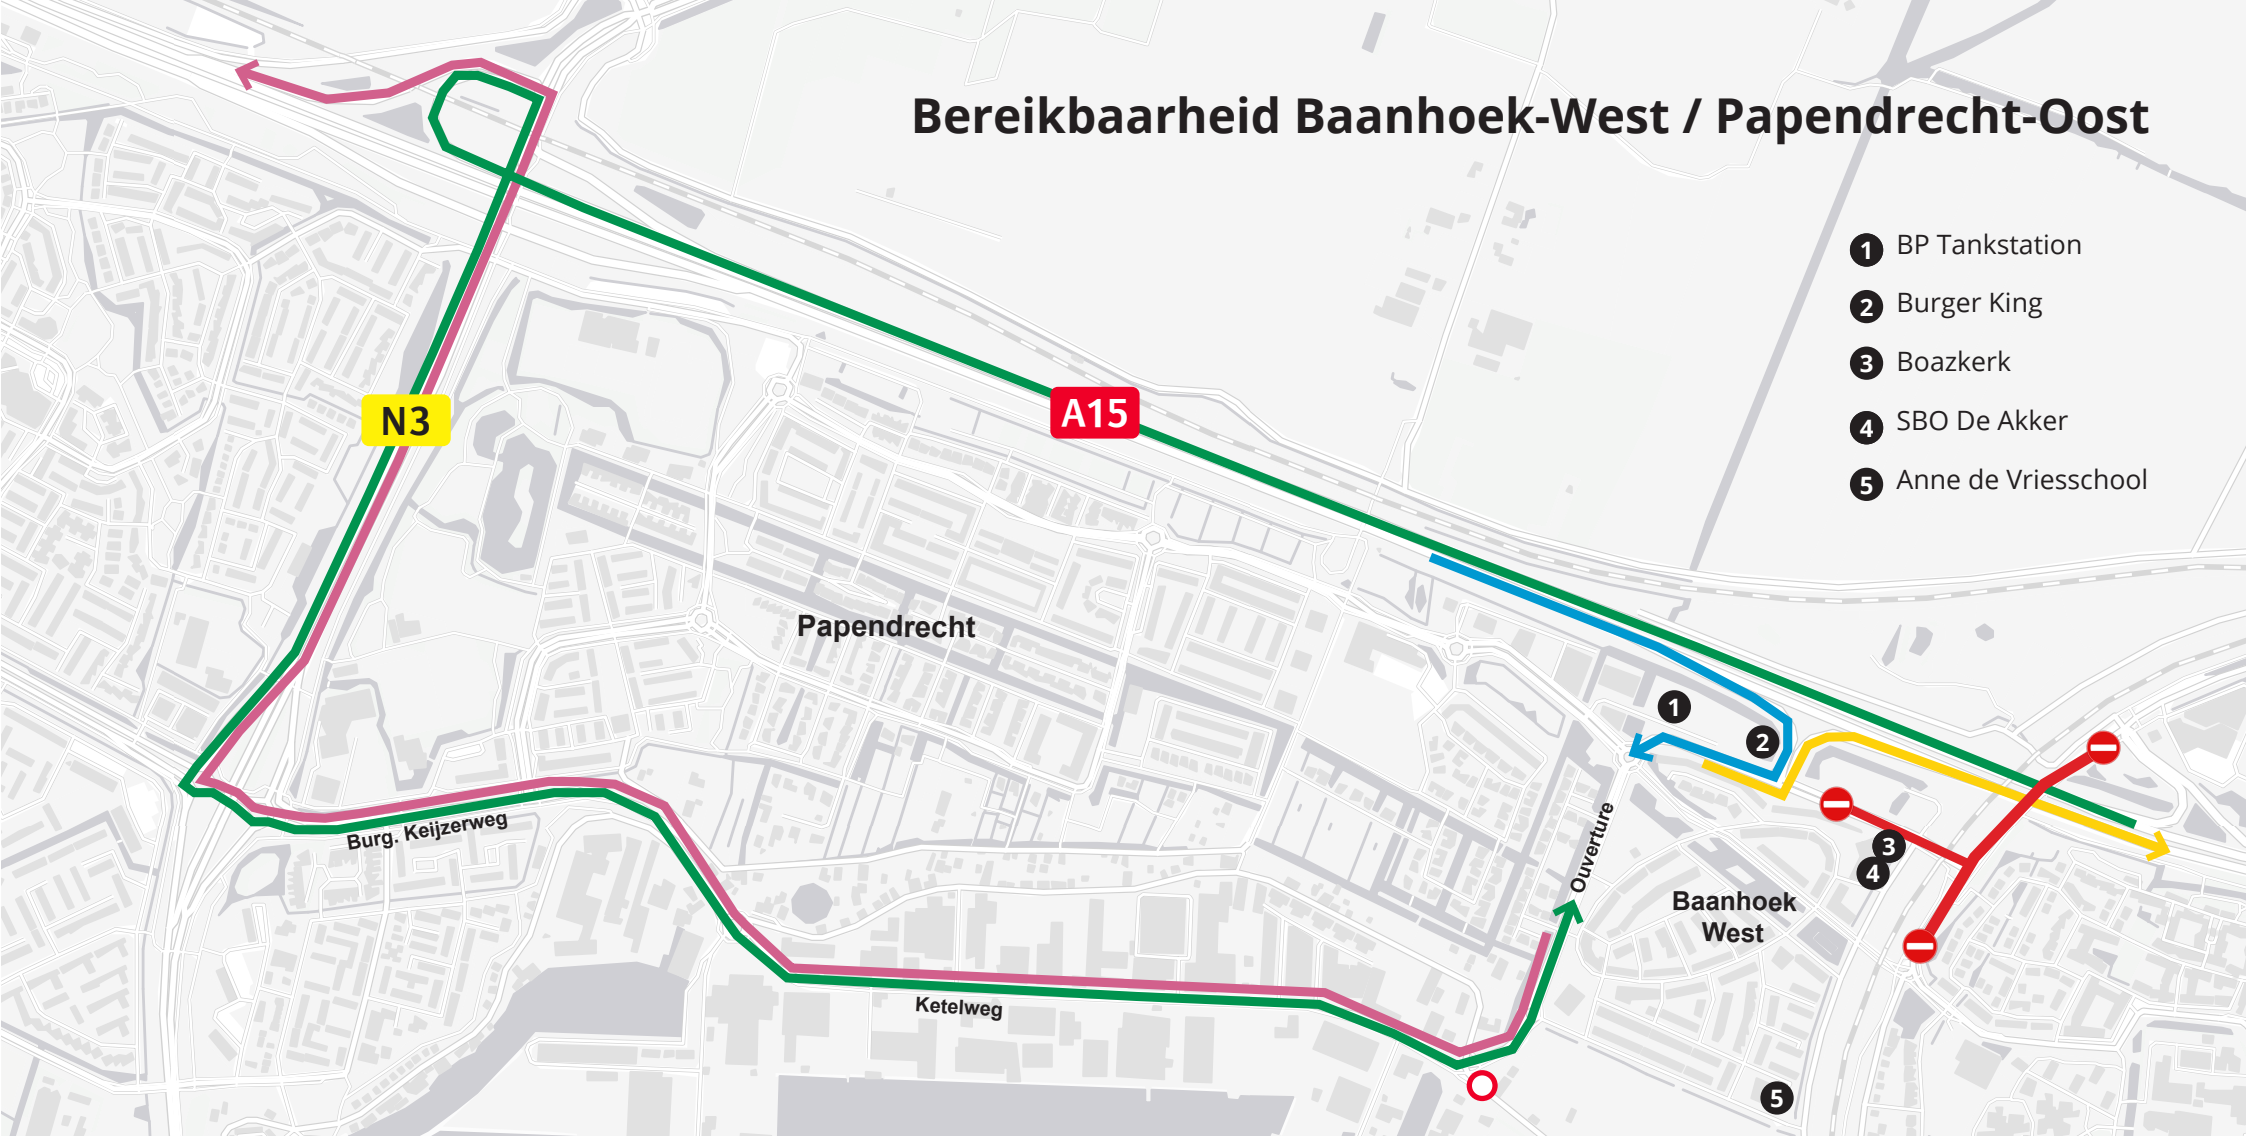 Bereikbaarheid Baanhoek-West / Papendrecht-Oost
1 BP Tankstation
2 Burger King
3 Boazkerk
4 SBO De Akker
5 Anne de Vriesschool
N3
A15
Papendrecht
1
2
Burg. Keijzerweg
Ouverture
3
4
Baanhoek
West
Ketelweg
5